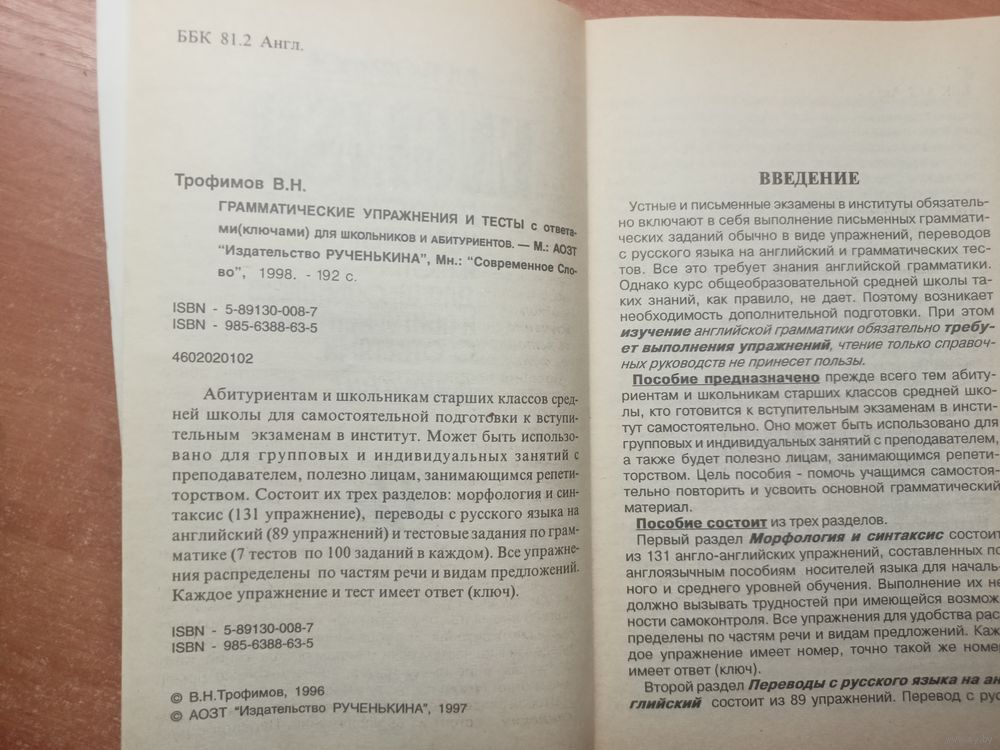 ББК 81.2 Англ.
Трофимов В.Н.
ГРАММАТИЧЕСКИЕ УПРАЖНЕНИЯ И ТЕСТЫ с ответа-
ми(ключами) для школьников и абитуриентов. — М.: АОЗТ
"Издательство РУЧЕНЬКИНА", Мн.: "Современное Сло-
во", 1998. - 192 с.
ISBN - 5-89130-008-7
ISBN - 985-6388-63-5
4602020102
Абитуриентам и школьникам старших классов сред-
ней школы для самостоятельной подготовки к вступи-
тельным экзаменам в институт. Может быть использо-
вано для групповых и индивидуальных занятий с
преподавателем, полезно лицам, занимающимся репети-
торством. Состоит их трех разделов: морфология и син-
таксис (131 упражнение), переводы с русского языка на
английский (89 упражнений) и тестовые задания по грам-
матике (7 тестов по 100 заданий в каждом). Все упражне-
ния распределены по частям речи и видам предложений.
Каждое упражнение и тест имеет ответ (ключ).
ISBN - 5-89130-008-7
ISBN - 985-6388-63-5
© В.Н.Трофимов, 1996
© АОЗТ "Издательство РУЧЕНЬКИНА", 1997
ВВЕДЕНИЕ
Устные и письменные экзамены в институты обязатель-
но включают в себя выполнение письменных граммати-
ческих заданий обычно в виде упражнений, переводов
с русского языка на английский и грамматических тес-
тов. Все это требует знания английской грамматики.
Однако курс общеобразовательной средней школы та-
ких знаний, как правило, не дает. Поэтому возникает
необходимость дополнительной подготовки. При этом
изучение английской грамматики обязательно требу-
ет выполнения упражнений, чтение только справоч-
ных руководств не принесет пользы.
Пособие предназначено прежде всего тем абиту-
риентам и школьникам старших классов средней шко-
лы, кто готовится к вступительным экзаменам в инсти-
тут самостоятельно. Оно может быть использовано для
групповых и индивидуальных занятий с преподавателем,
а также будет полезно лицам, занимающимся репети-
торством. Цель пособия - помочь учащимся самостоя-
тельно повторить и усвоить основной грамматический
материал.
Пособие состоит из трех разделов.
Первый раздел Морфология и синтаксис состоит
из 131 англо-английских упражнений, составленных по
англоязычным пособиям носителей языка для началь-
ного и среднего уровней обучения. Выполнение их не
должно вызывать трудностей при имеющейся возмож-
ности самоконтроля. Все упражнения для удобства рас-
пределены по частям речи и видам предложений. Каж-
дое упражнение имеет номер, точно такой же номер
имеет ответ (ключ).
Второй раздел Переводы с русского языка на ан-
глийский состоит из 89 упражнений. Перевод с рус-